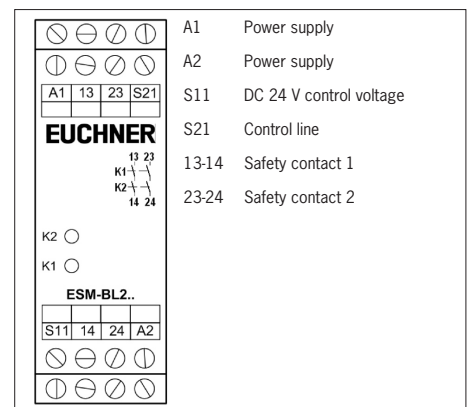 A1 Power supply
A2 Power supply
S11 DC 24 V control voltage
S21 Control line
13-14 Safety contact 1
23-24 Safety contact 2
A1 13 23 S21
EUCHNER
13 23
K1
K2
14 24
K2
K1
ESM-BL2..
S11 14 24 A2